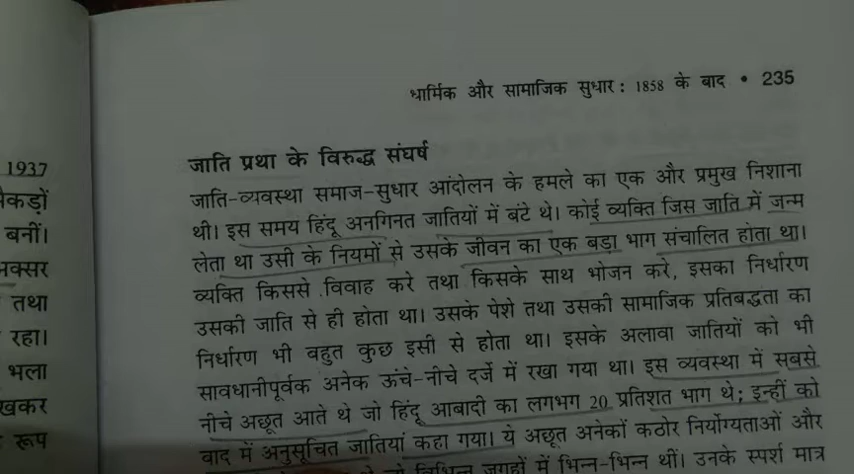 धार्मिक और सामाजिक सुधार : 1858 के बाद • 235
1937
जाति प्रथा के विरुद्ध संघर्ष
जाति-व्यवस्था समाज-सुधार आंदोलन के हमले का एक और प्रमुख निशाना
थी। इस समय हिंदू अनगिनत जातियों में बंटे थे। कोई व्यक्ति जिस जाति में जन्म
बनीं।
लेता था उसी के नियमों से उसके जीवन का एक बड़ा भाग संचालित होता था।
व्यक्ति किससे विवाह करे तथा किसके साथ भोजन करे, इसका निर्धारण
तथा
उसकी जाति से ही होता था। उसके पेशे तथा उसकी सामाजिक प्रतिबद्धता का
रहा।
निर्धारण भी बहुत कुछ इसी से होता था। इसके अलावा जातियों को भी
भला
सावधानीपूर्वक अनेक ऊंचे-नीचे दर्जे में रखा गया था। इस व्यवस्था में सबसे
नीचे अछूत आते थे जो हिंदू आबादी का लगभग 20 प्रतिशत भाग थे; इन्हीं को
रूप
वाद में अनुसूचित जातियां कहा गया। ये अछूत अनेकों कठोर निर्योग्यताओं और
विभिन्न जगहों में भिन्न-भिन्न थीं। उनके स्पर्श मात्र